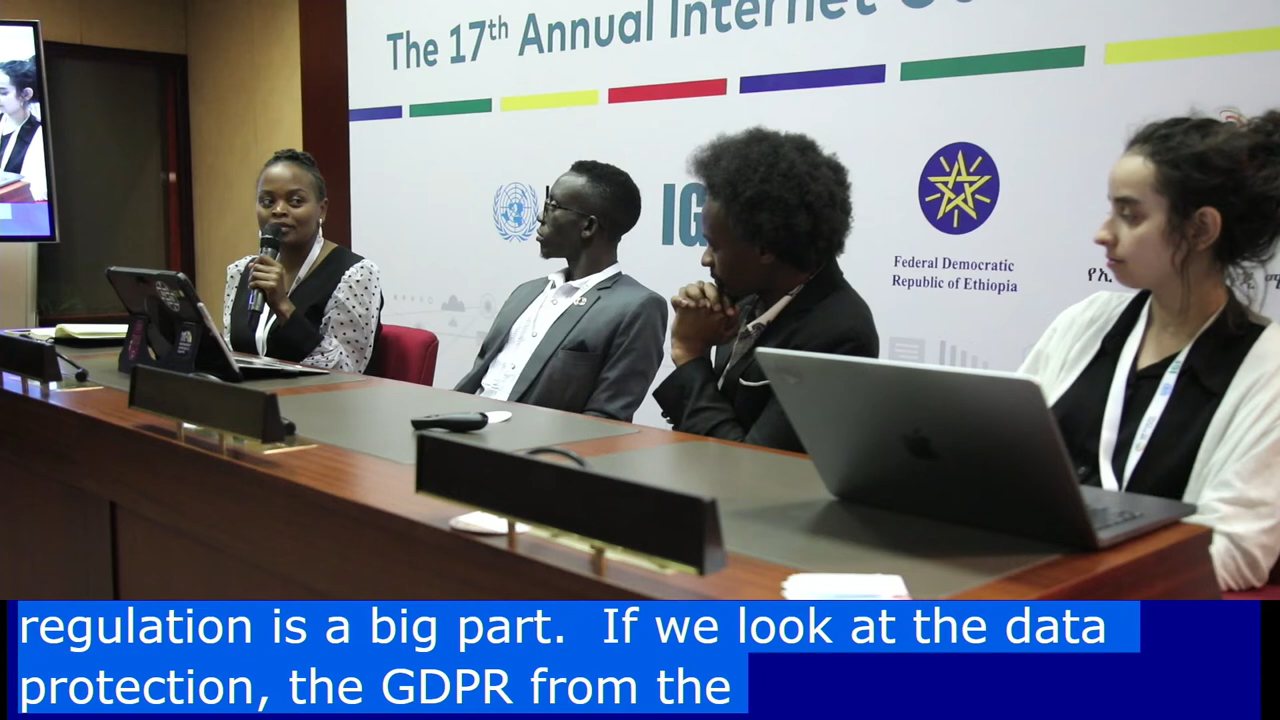 The 17th Annual Internet
IG
Federal Democratic
Republic of Ethiopia
regulation is a big part.  If we look at the data
protection, the GDPR from the